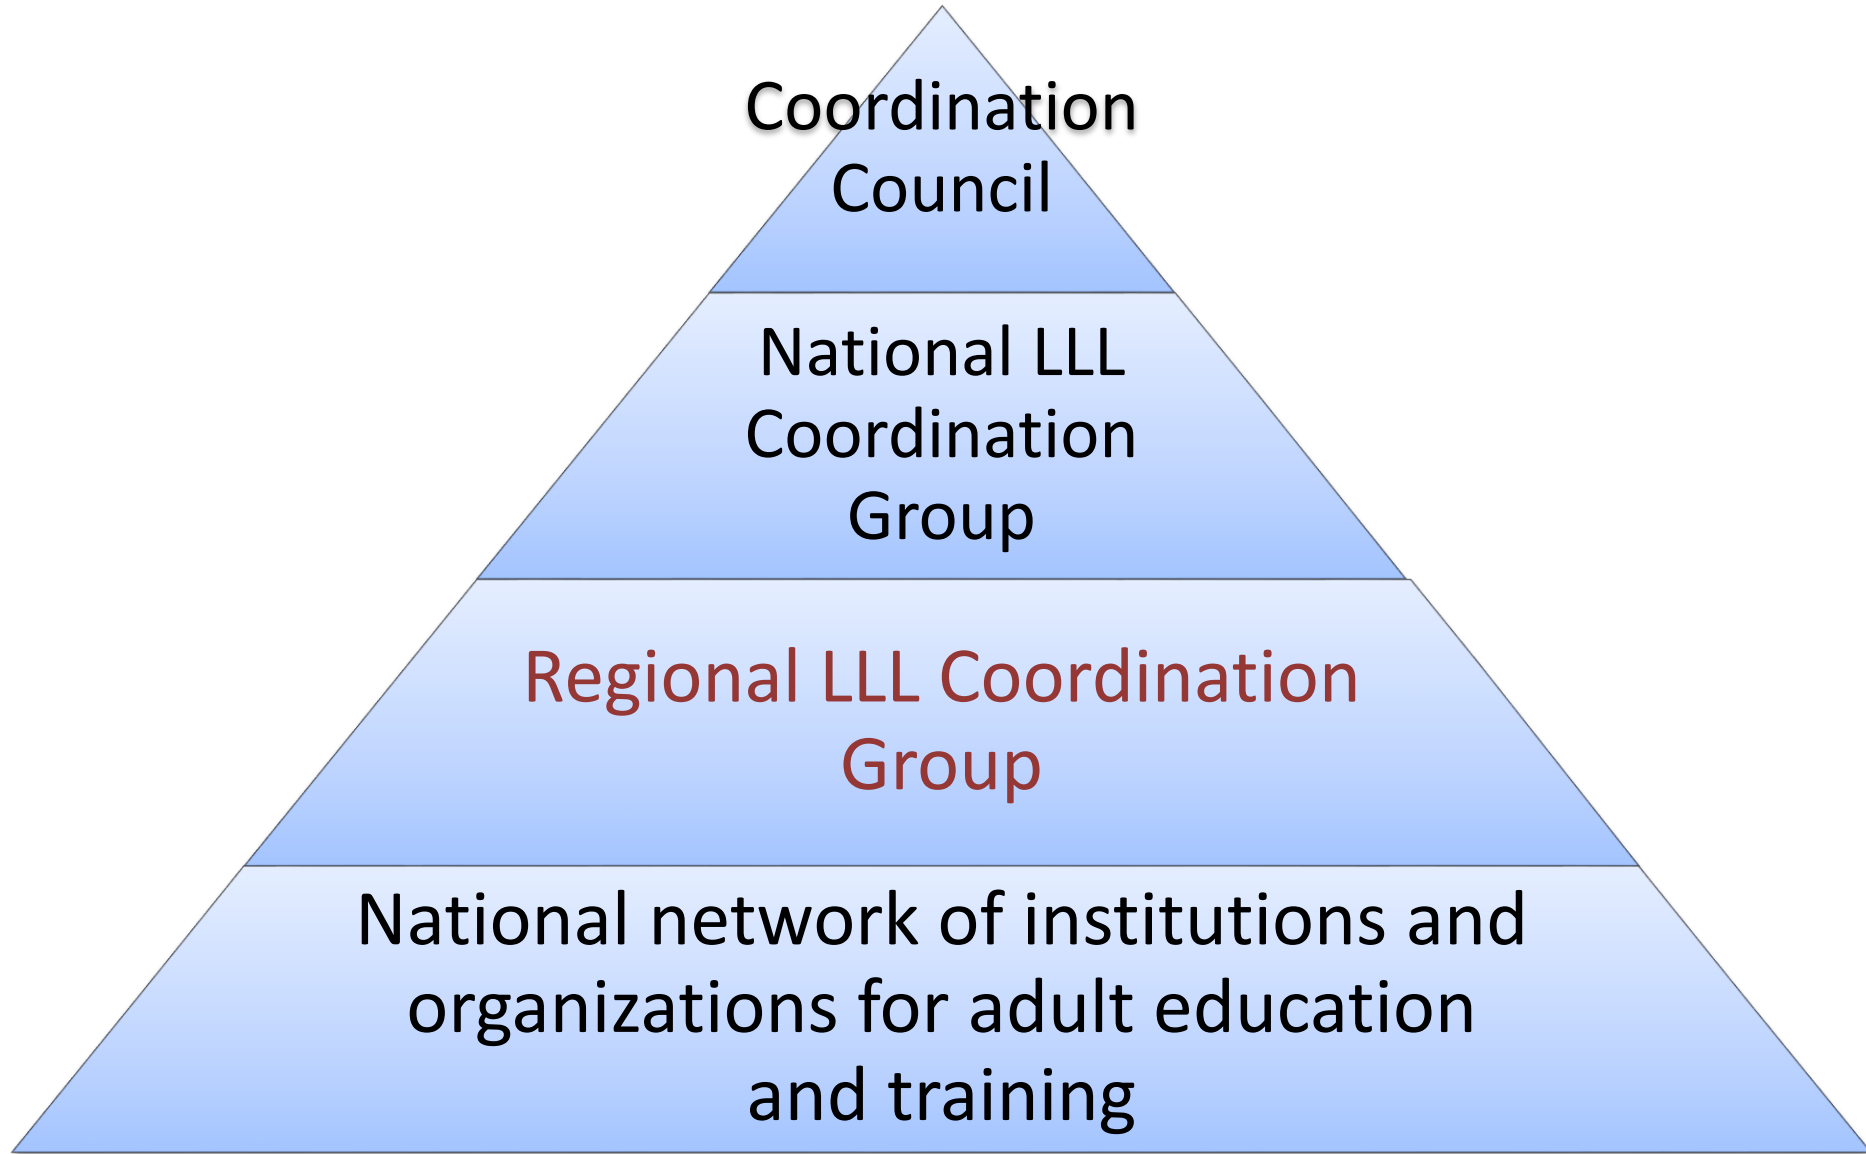 Coordination
Council
National LLL
Coordination
Group
Regional LLL Coordination
Group
National network of institutions and
organizations for adult education
and training